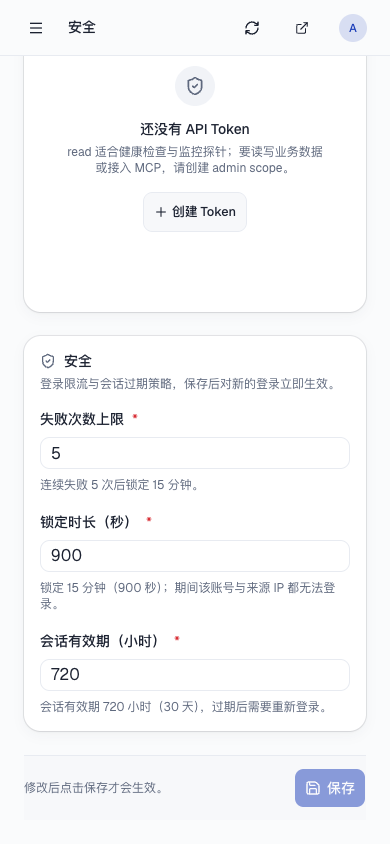 安全
A
还没有 API Token
read 适合健康检查与监控探针；要读写业务数据
或接入 MCP，请创建 admin scope。
创建 Token
安全
登录限流与会话过期策略，保存后对新的登录立即生效。
失败次数上限 *
5
连续失败 5 次后锁定 15 分钟。
锁定时长（秒） *
900
锁定 15 分钟（900 秒）；期间该账号与来源 IP 都无法登
录。
会话有效期（小时） *
720
会话有效期 720 小时（30 天），过期后需要重新登录。
修改后点击保存才会生效。
保存